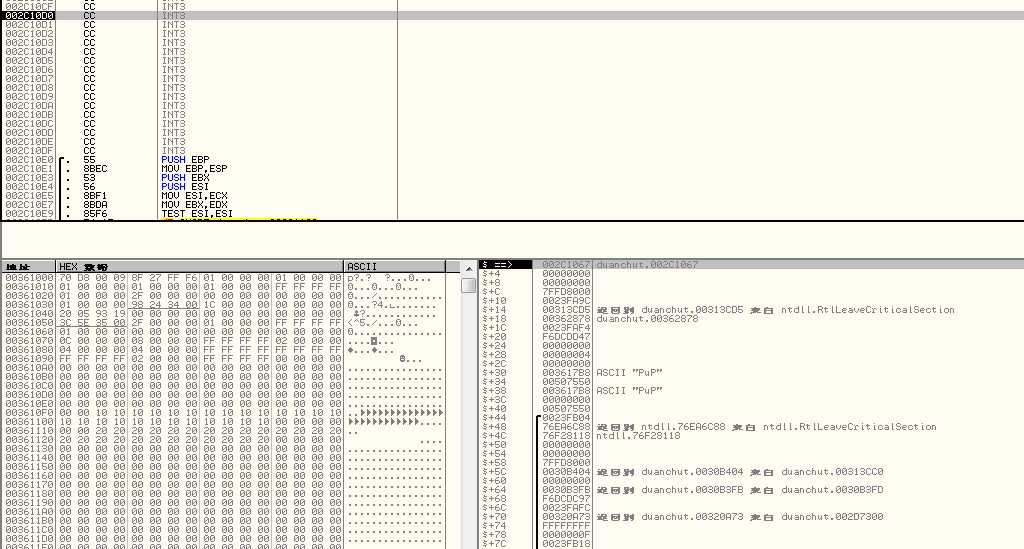 002C10CF CC INT3
002C10D0 CC INT3
002C10D1 CC INT3
002C10D2 CC INT3
002C10D3 CC INT3
002C10D4 CC INT3
002C10D5 CC INT3
002C10D6 CC INT3
002C10D7 CC INT3
002C10D8 CC INT3
002C10D9 CC INT3
002C10DA CC INT3
002C10DB CC INT3
002C10DC CC INT3
002C10DD CC INT3
002C10DE CC INT3
002C10DF CC INT3
002C10E0 . 55 PUSH EBP
002C10E1 . 8BEC MOV EBP,ESP
002C10E3 . 53 PUSH EBX
002C10E4 . 56 PUSH ESI
002C10E5 . 8BF1 MOV ESI,ECX
002C10E7 . 8BDA MOV EBX,EDX
002C10E9 . 85F6 TEST ESI,ESI
地址 HEX 数据 ASCII
00361000 70 D8 00 09 8F 27 FF F6 01 00 00 00 01 00 00 00
00361010 01 00 00 00 01 00 00 00 01 00 00 00 FF FF FF FF
00361020 01 00 00 00 2F 00 00 00 00 00 00 00 00 00 00 00
00361030 00 00 00 00 98 24 34 00 1C 00 00 00 00 00 00 00
00361040 20 05 93 19 00 00 00 00 00 00 00 00 00 00 00 00
00361050 3C 5E 35 00 2F 00 00 00 01 00 00 00 FF FF FF FF
00361060 01 00 00 00 00 00 00 00 00 00 00 00 00 00 00 00
00361070 0C 00 00 00 08 00 00 00 FF FF FF FF 02 00 00 00
00361080 04 00 00 00 04 00 00 00 FF FF FF FF FF FF FF FF
00361090 FF FF FF FF 02 00 00 00 00 00 00 00 00 00 00 00
003610A0 00 00 00 00 00 00 00 00 00 00 00 00 00 00 00 00
003610B0 00 00 00 00 00 00 00 00 00 00 00 00 00 00 00 00
003610C0 00 00 00 00 00 00 00 00 00 00 00 00 00 00 00 00
003610D0 00 00 00 00 00 00 00 00 00 00 00 00 00 00 00 00
003610E0 00 00 00 00 00 00 00 00 00 00 00 00 00 00 00 00
003610F0 00 00 10 10 10 10 10 10 10 10 10 10 10 10 10 10
00361100 10 10 10 10 10 10 10 10 10 10 10 10 00 00 00 00
00361110 00 00 20 20 20 20 20 20 20 20 20 20 20 20 20 20
00361120 20 20 20 20 20 20 20 20 20 20 20 20 00 00 00 00
00361130 00 00 00 00 00 00 00 00 00 00 00 00 00 00 00 00
00361140 00 00 00 00 00 00 00 00 00 00 00 00 00 00 00 00
00361150 00 00 00 00 00 00 00 00 00 00 00 00 00 00 00 00
00361160 00 00 00 00 00 00 00 00 00 00 00 00 00 00 00 00
00361170 00 00 00 00 00 00 00 00 00 00 00 00 00 00 00 00
00361180 00 00 00 00 00 00 00 00 00 00 00 00 00 00 00 00
00361190 00 00 00 00 00 00 00 00 00 00 00 00 00 00 00 00
003611A0 00 00 00 00 00 00 00 00 00 00 00 00 00 00 00 00
003611B0 00 00 00 00 00 00 00 00 00 00 00 00 00 00 00 00
003611C0 00 00 00 00 00 00 00 00 00 00 00 00 00 00 00 00
003611D0 00 00 00 00 00 00 00 00 00 00 00 00 00 00 00 00
003611E0 00 00 00 00 00 00 00 00 00 00 00 00 00 00 00 00
$ ==> 002C1067 duanchut.002C1067
$+4 00000000
$+8 00000000
$+C 7FFD8000
$+10 0023FA9C
$+14 00313CD5 返回到 duanchut.00313CD5 来自 ntdll.RtlLeaveCriticalSection
$+18 00362878 duanchut.00362878
$+1C 0023FAF4
$+20 F6DCDD47
$+24 00000000
$+28 00000004
$+2C 00000000
$+30 003617B8 ASCII "PuP"
$+34 00507550
$+38 003617B8 ASCII "PuP"
$+3C 00000000
$+40 00507550
$+44 0023FB04
$+48 76EA6C88 返回到 ntdll.76EA6C88 来自 ntdll.RtlLeaveCriticalSection
$+4C 76F28118 ntdll.76F28118
$+50 00000000
$+54 00000000
$+58 7FFD8000
$+5C 0030B404 返回到 duanchut.0030B404 来自 duanchut.00313CC0
$+60 00000000
$+64 0030B3FB 返回到 duanchut.0030B3FB 来自 duanchut.0030B3FD
$+68 F6DCDC97
$+6C 0023FAFC
$+70 00320A73 返回到 duanchut.00320A73 来自 duanchut.002D7300
$+74 FFFFFFFF
$+78 0000000F
$+7C 0023FB18